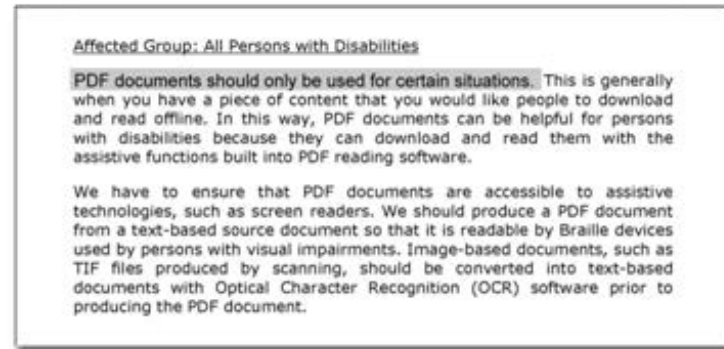 Affected Group: All Persons with Disabilities
PDF documents should only be used for certain situations. This is generally
when you have a piece of content that you would like people to download
and read offline. In this way, PDF documents can be helpful for persons
with disabilities because they can download and read them with the
assistive functions built into PDF reading software.
We have to ensure that PDF documents are accessible to assistive
technologies, such as screen readers. We should produce a PDF document
from a text-based source document so that it is readable by Braille devices
used by persons with visual impairments. Image-based documents, such as
TIF files produced by scanning, should be converted into text-based
documents with Optical Character Recognition (OCR) software prior to
producing the PDF document.